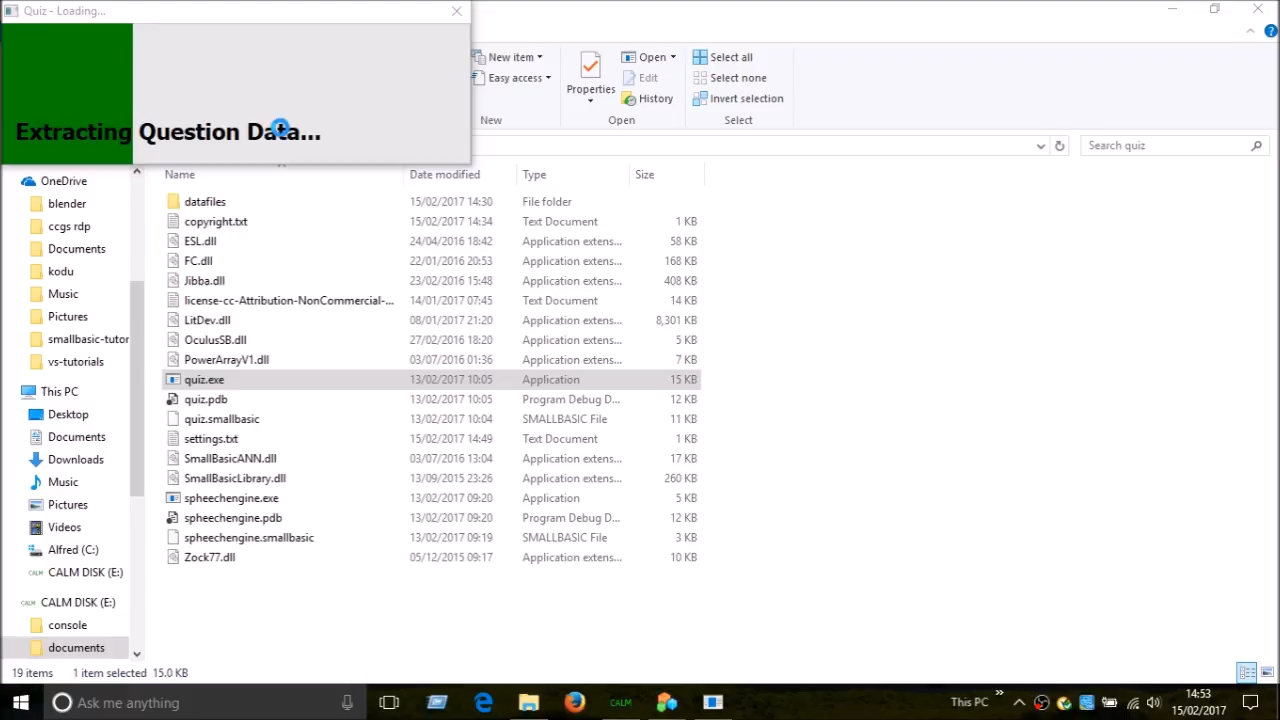 Quiz - Loading...
Extracting Question Data...
New item
Easy access
New
Properties
Open
Edit
History
Open
Select all
Select none
Invert selection
Select
Search quiz
OneDrive
blender
ccgs rdp
Documents
kodu
Music
Pictures
smallbasic-tutor
vs-tutorials
This PC
Desktop
Documents
Downloads
Music
Pictures
Videos
Alfred (C:)
CALM CALM DISK (E:)
CALM CALM DISK (E:)
console
documents
Name Date modified Type Size
datafiles 15/02/2017 14:30 File folder
copyright.txt 15/02/2017 14:34 Text Document 1 KB
ESL.dll 24/04/2016 18:42 Application extens... 58 KB
FC.dll 22/01/2016 20:53 Application extens... 168 KB
Jibba.dll 23/02/2016 15:48 Application extens... 408 KB
license-cc-Attribution-NonCommercial-... 14/01/2017 07:45 Text Document 14 KB
LitDev.dll 08/01/2017 21:20 Application extens... 8,301 KB
OculusSB.dll 27/02/2016 18:20 Application extens... 5 KB
PowerArrayV1.dll 03/07/2016 01:36 Application extens... 7 KB
quiz.exe 13/02/2017 10:05 Application 15 KB
quiz.pdb 13/02/2017 10:05 Program Debug D... 12 KB
quiz.smallbasic 13/02/2017 10:04 SMALLBASIC File 11 KB
settings.txt 15/02/2017 14:49 Text Document 1 KB
SmallBasicANN.dll 03/07/2016 13:04 Application extens... 17 KB
SmallBasicLibrary.dll 13/09/2015 23:26 Application extens... 260 KB
spheechengine.exe 13/02/2017 09:20 Application 5 KB
spheechengine.pdb 13/02/2017 09:20 Program Debug D... 12 KB
spheechengine.smallbasic 13/02/2017 09:19 SMALLBASIC File 3 KB
Zock77.dll 05/12/2015 09:17 Application extens... 10 KB
19 items 1 item selected 15.0 KB
Ask me anything
CALM
This PC
14:53
15/02/2017